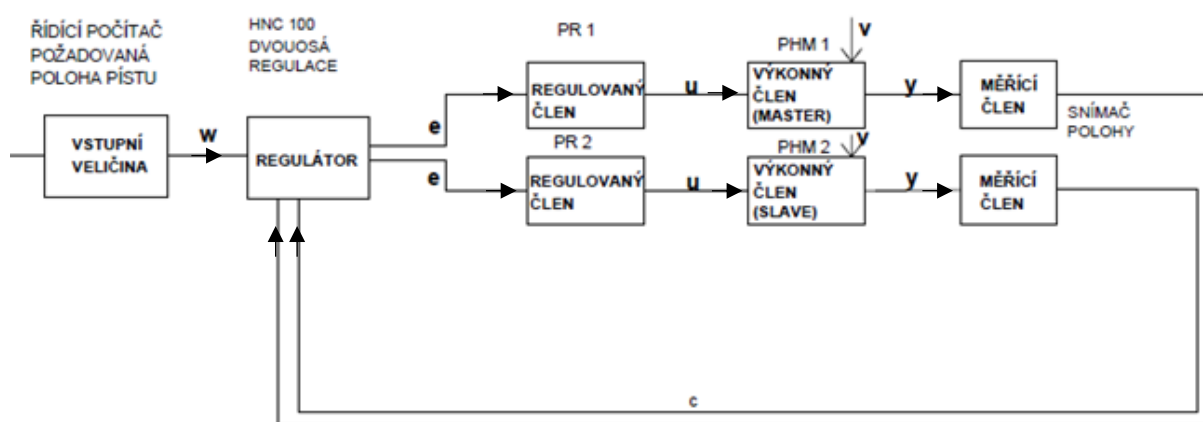 ŘÍDÍCÍ POČÍTAČ
POŽADOVANÁ
POLOHA PÍSTU
HNC 100
DVOUOSÁ
REGULACE
PR 1
PHM 1
v
VSTUPNÍ
VELIČINA
w
REGULÁTOR
e
REGULOVANÝ
ČLEN
u
VÝKONNÝ
ČLEN
(MASTER)
y
MĚŘÍCÍ
ČLEN
SNÍMAČ
POLOHY
e
PR 2
REGULOVANÝ
ČLEN
u
PHM 2
v
VÝKONNÝ
ČLEN
(SLAVE)
y
MĚŘÍCÍ
ČLEN
c